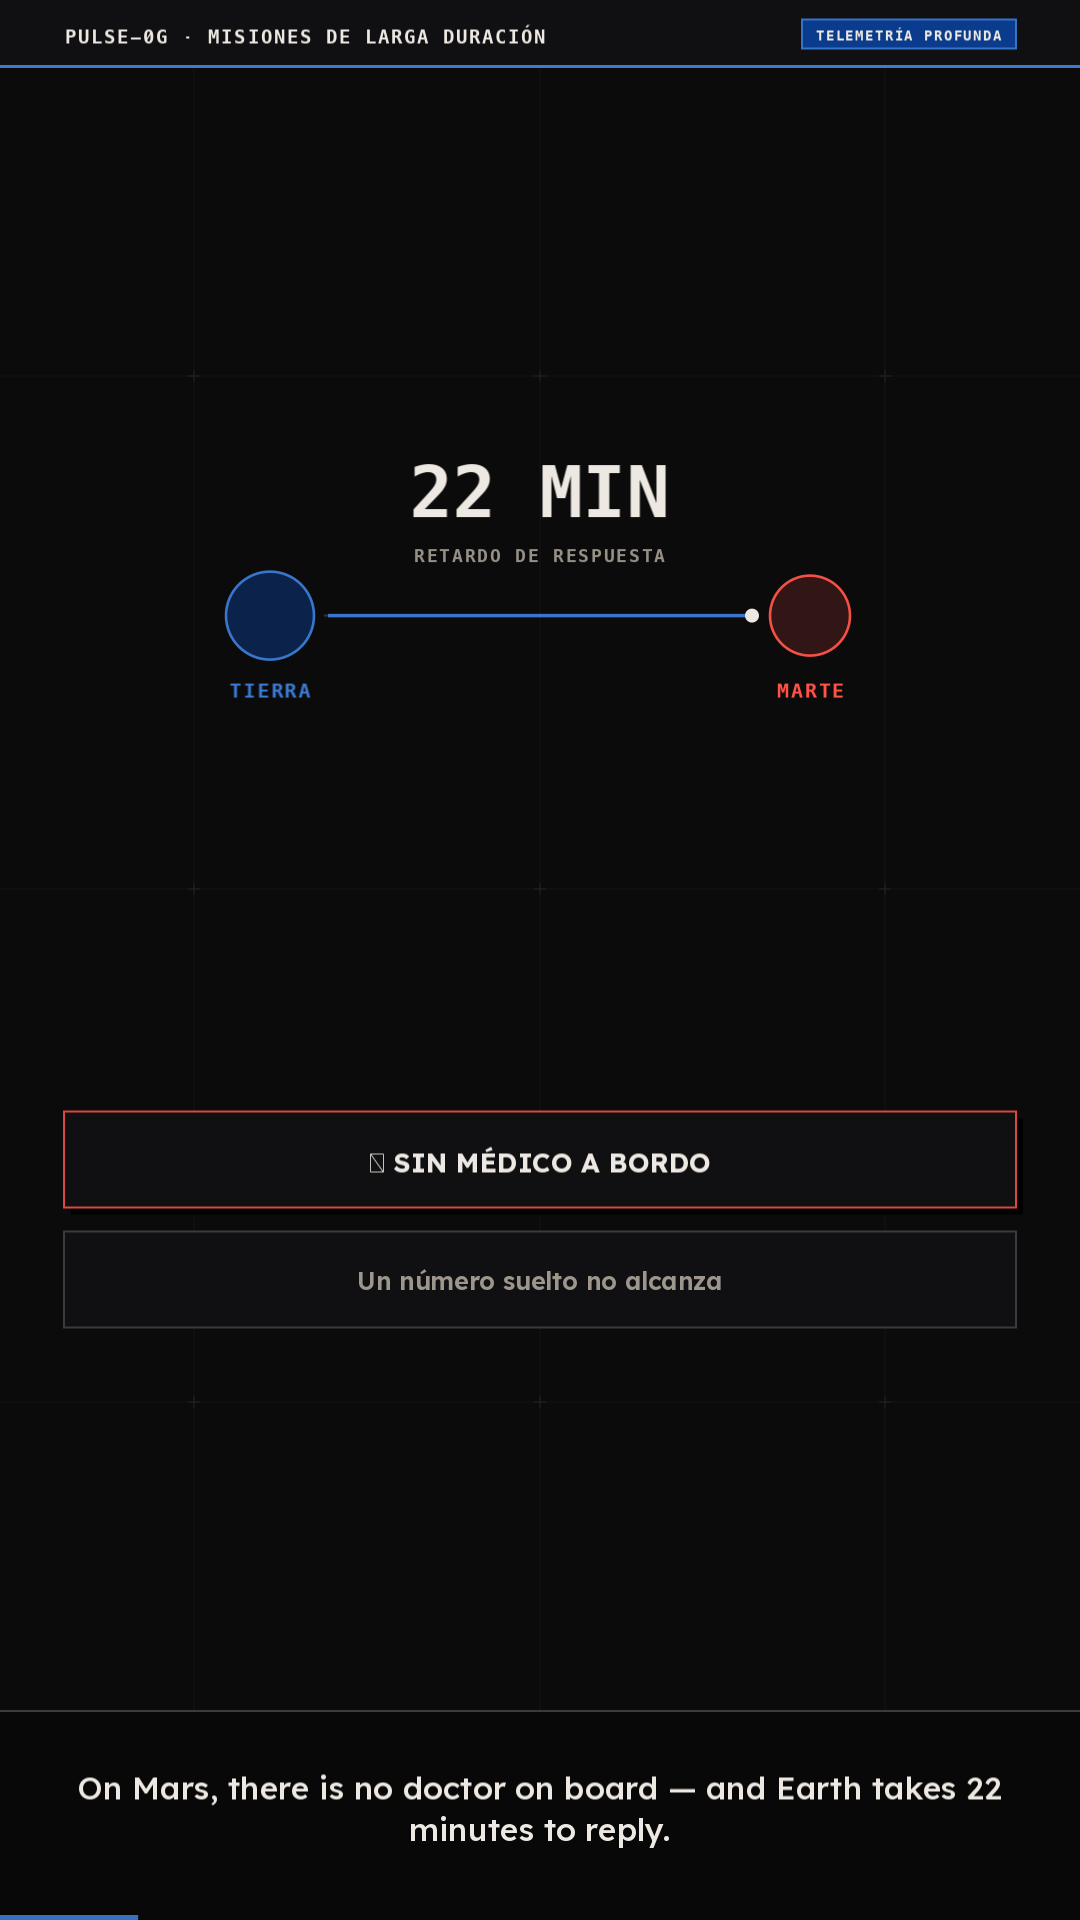 PULSE–0G · MISIONES DE LARGA DURACIÓN
TELEMETRÍA PROFUNDA
22 MIN
RETARDO DE RESPUESTA
TIERRA
MARTE
SIN MÉDICO A BORDO
Un número suelto no alcanza
On Mars, there is no doctor on board — and Earth takes 22
minutes to reply.